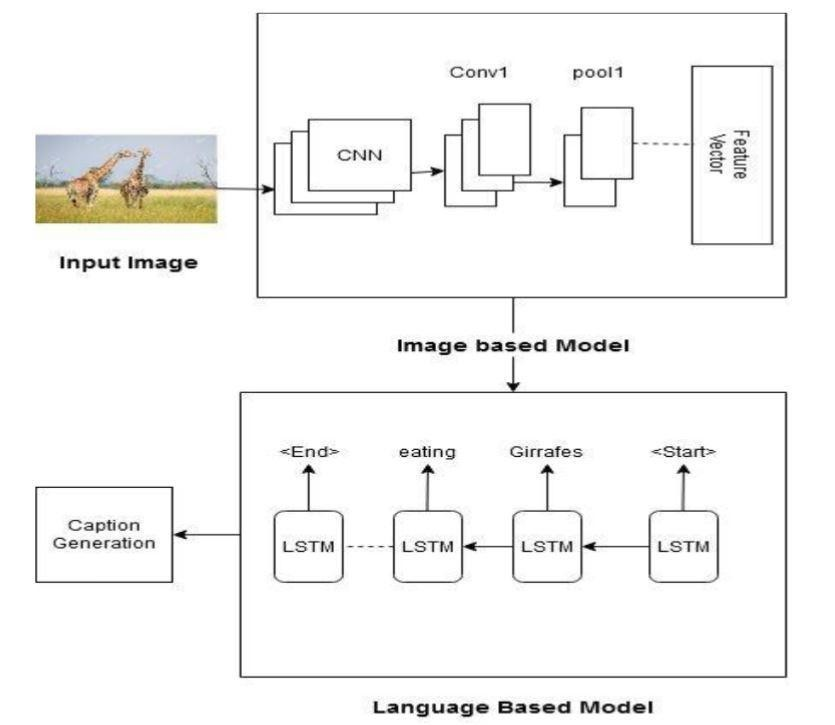 Conv1
pool1
CNN
Feature
Vector
Input Image
Image based Model
<End>
eating
Girrafes
<Start>
Caption
Generation
LSTM
LSTM
LSTM
LSTM
Language Based Model